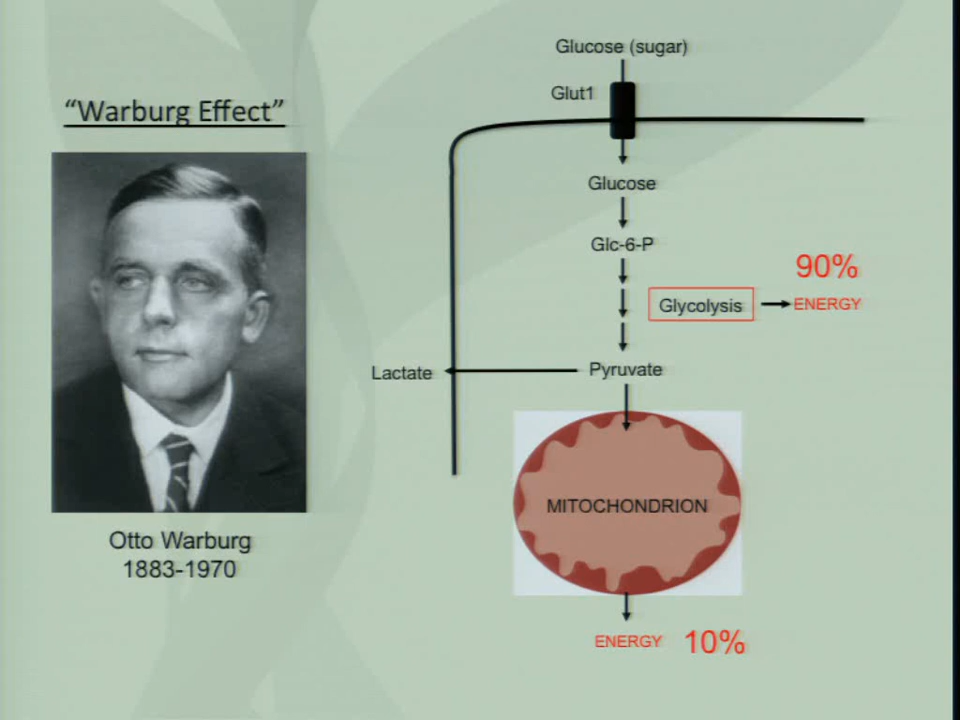 “Warburg Effect”
Otto Warburg
1883-1970
Glucose (sugar)
Glut1
Glucose
Glc-6-P
90%
Glycolysis
ENERGY
Lactate
Pyruvate
MITOCHONDRION
ENERGY 10%